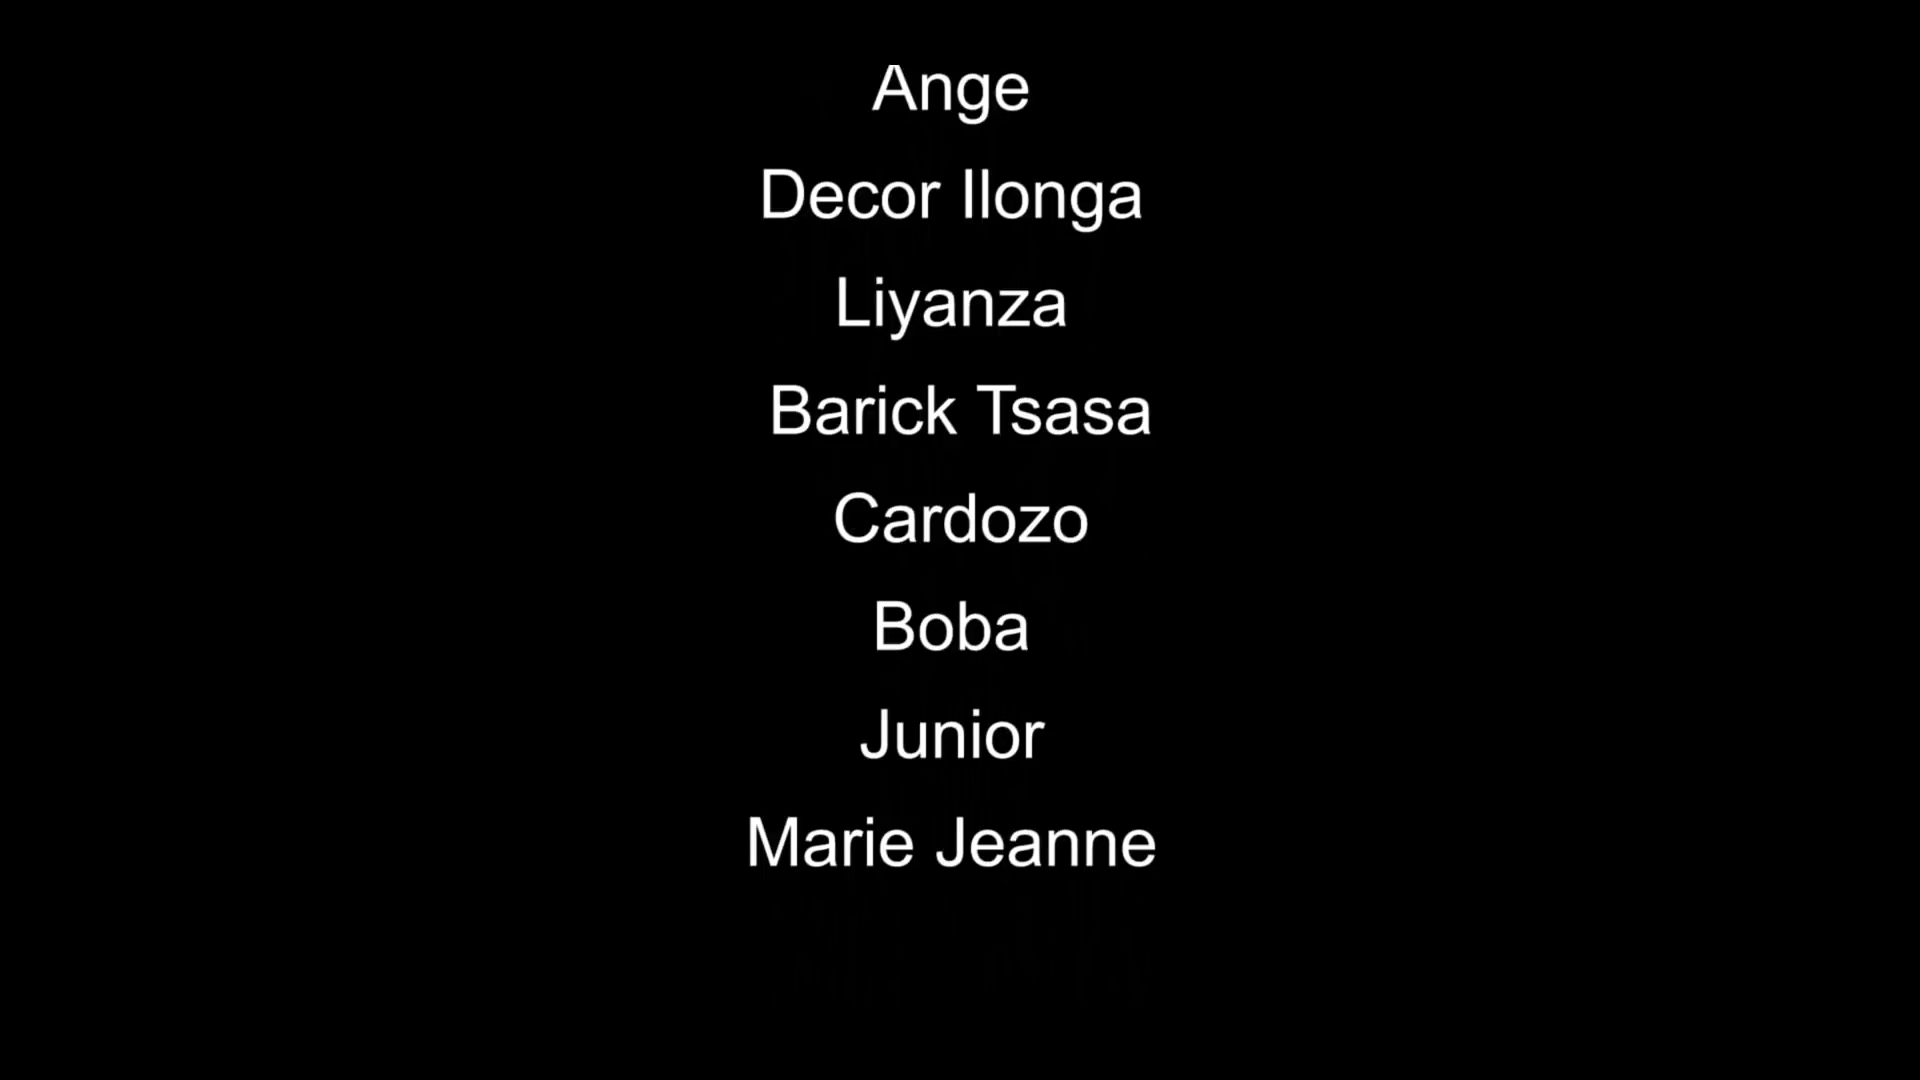 Ange
Decor Ilonga
Liyanza
Barick Tsasa
Cardozo
Boba
Junior
Marie Jeanne